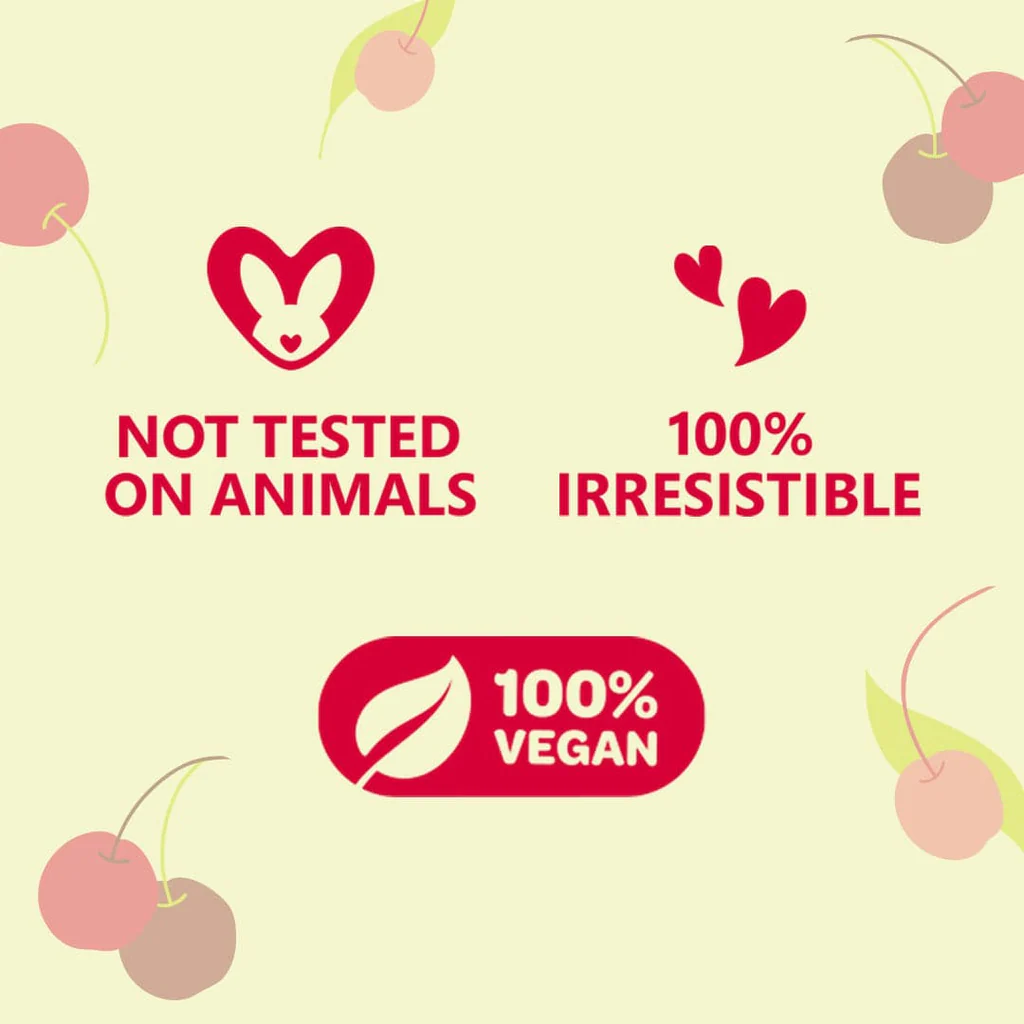 NOT TESTED
ON ANIMALS
100%
IRRESISTIBLE
100%
VEGAN